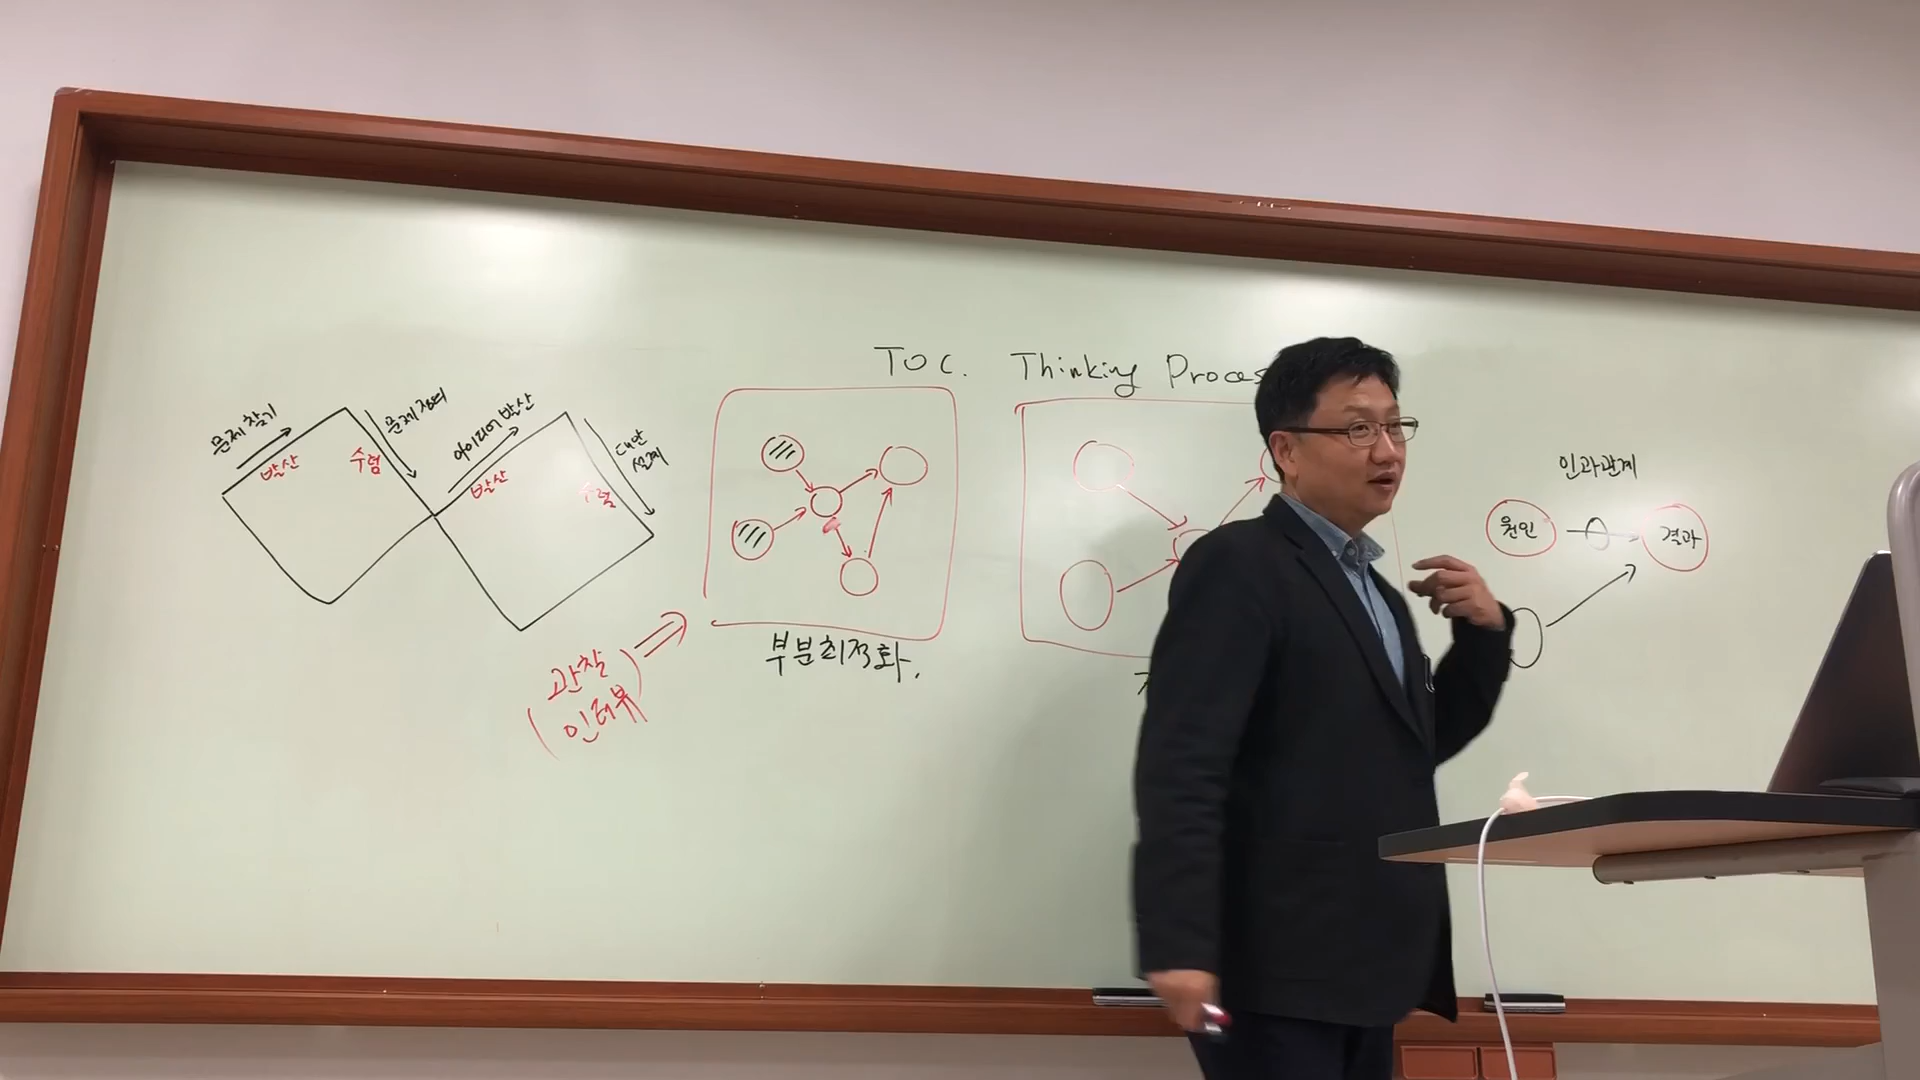 TOC. Thinking Proces
문제 찾기
발산
수렴
문제 정의
아이디어 발산
발산
수렴
대안
설계
관찰
인터뷰
부분최적화.
인과관계
원인
결과